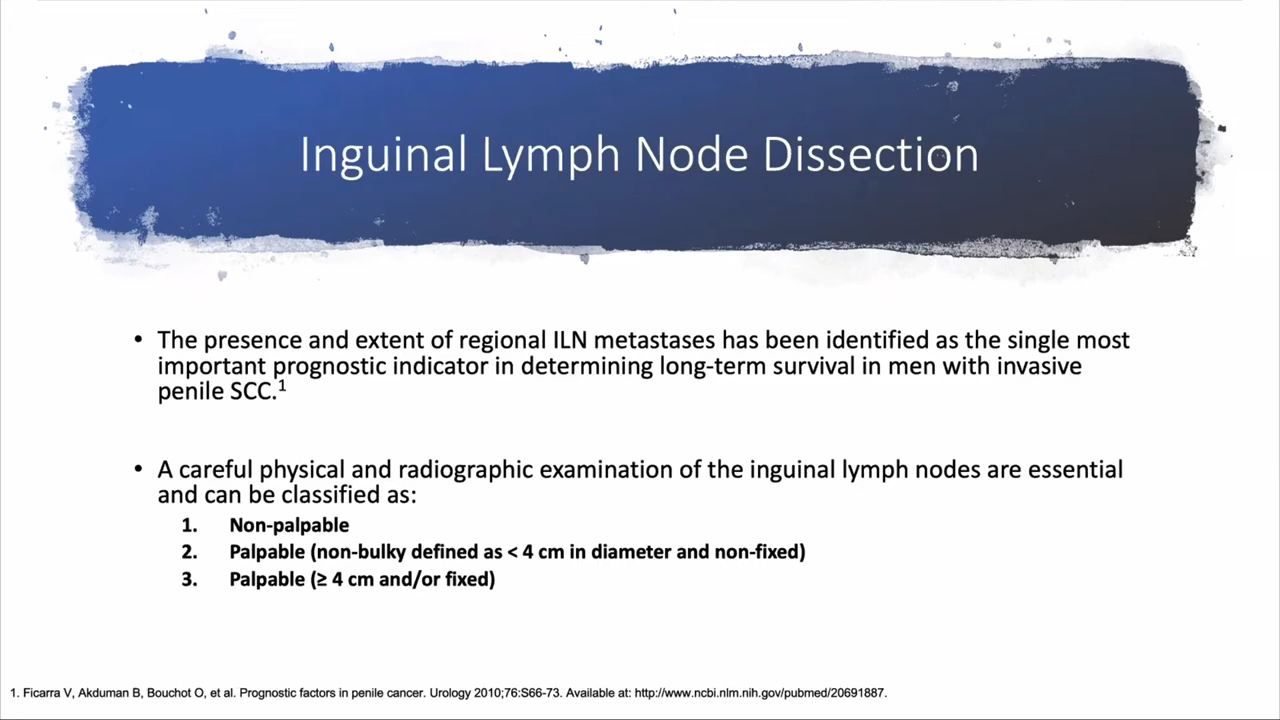 Inguinal Lymph Node Dissection
• The presence and extent of regional ILN metastases has been identified as the single most
important prognostic indicator in determining long-term survival in men with invasive
penile SCC.¹
• A careful physical and radiographic examination of the inguinal lymph nodes are essential
and can be classified as:
1. Non-palpable
2. Palpable (non-bulky defined as < 4 cm in diameter and non-fixed)
3. Palpable (≥ 4 cm and/or fixed)
1. Ficarra V, Akduman B, Bouchot O, et al. Prognostic factors in penile cancer. Urology 2010;76:S66-73. Available at: http://www.ncbi.nlm.nih.gov/pubmed/20691887.